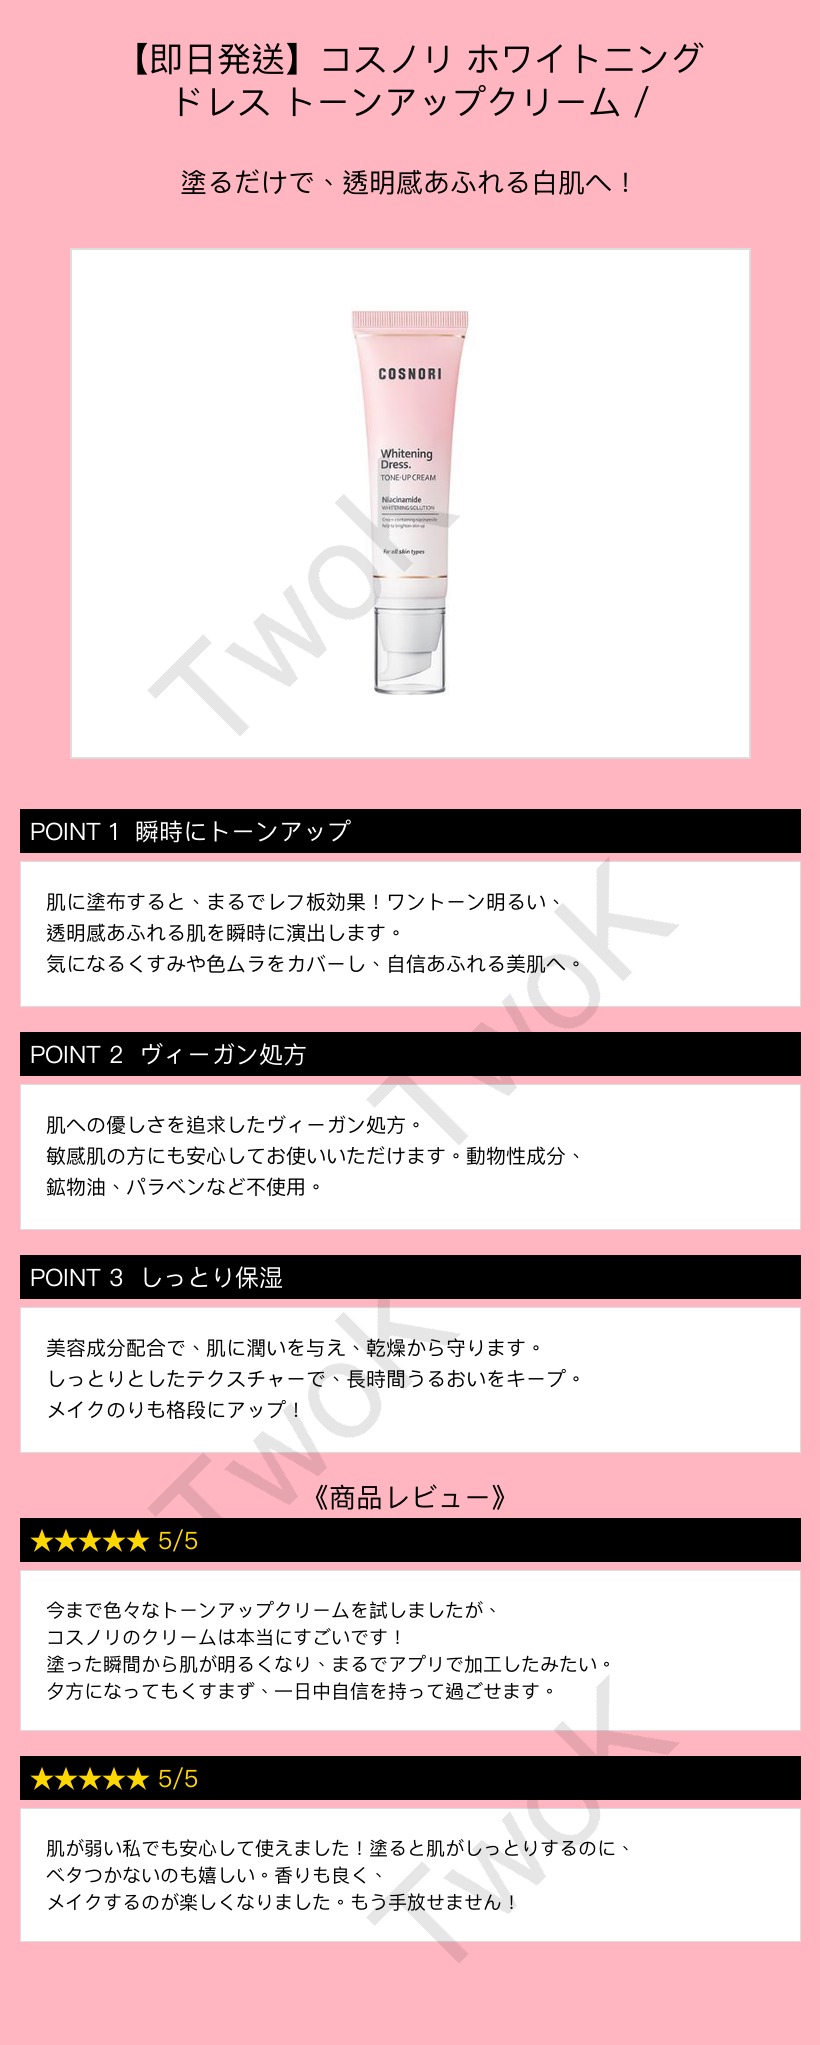 【即日発送】コスノリ ホワイトニング
ドレス トーンアップクリーム /
塗るだけで、透明感あふれる白肌へ！
COSNORI
Whitening
Dress.
TONE-UP CREAM
Niacinamide
WHITENING SOLUTION
Cream containing niacinamide
help to brighten skin up
For all skin types
TwoK
POINT 1 瞬時にトーンアップ
肌に塗布すると、まるでレフ板効果！ワントーン明るい、
透明感あふれる肌を瞬時に演出します。
気になるくすみや色ムラをカバーし、自信あふれる美肌へ。
TwoK
POINT 2 ヴィーガン処方
肌への優しさを追求したヴィーガン処方。
敏感肌の方にも安心してお使いいただけます。動物性成分、
鉱物油、パラベンなど不使用。
POINT 3 しっとり保湿
美容成分配合で、肌に潤いを与え、乾燥から守ります。
しっとりとしたテクスチャーで、長時間うるおいをキープ。
メイクのりも格段にアップ！
TwoK
《商品レビュー》
★★★★★ 5/5
今まで色々なトーンアップクリームを試しましたが、
コスノリのクリームは本当にすごいです！
塗った瞬間から肌が明るくなり、まるでアプリで加工したみたい。
夕方になってもくすまず、一日中自信を持って過ごせます。
★★★★★ 5/5
肌が弱い私でも安心して使えました！塗ると肌がしっとりするのに、
ベタつかないのも嬉しい。香りも良く、
メイクするのが楽しくなりました。もう手放せません！
TwoK